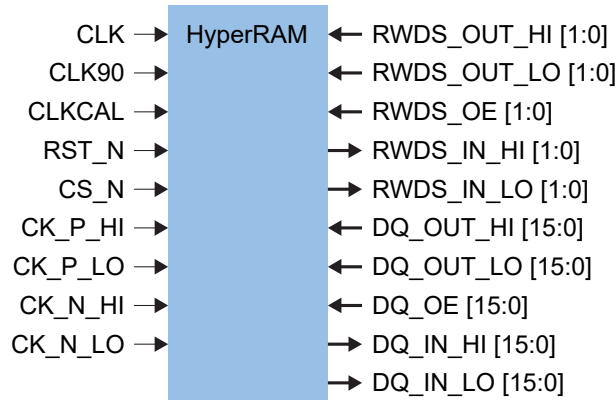 CLK HyperRAM RWDS_OUT_HI [1:0]
CLK90 RWDS_OUT_LO [1:0]
CLKCAL RWDS_OE [1:0]
RST_N RWDS_IN_HI [1:0]
CS_N RWDS_IN_LO [1:0]
CK_P_HI DQ_OUT_HI [15:0]
CK_P_LO DQ_OUT_LO [15:0]
CK_N_HI DQ_OE [15:0]
CK_N_LO DQ_IN_HI [15:0]
DQ_IN_LO [15:0]